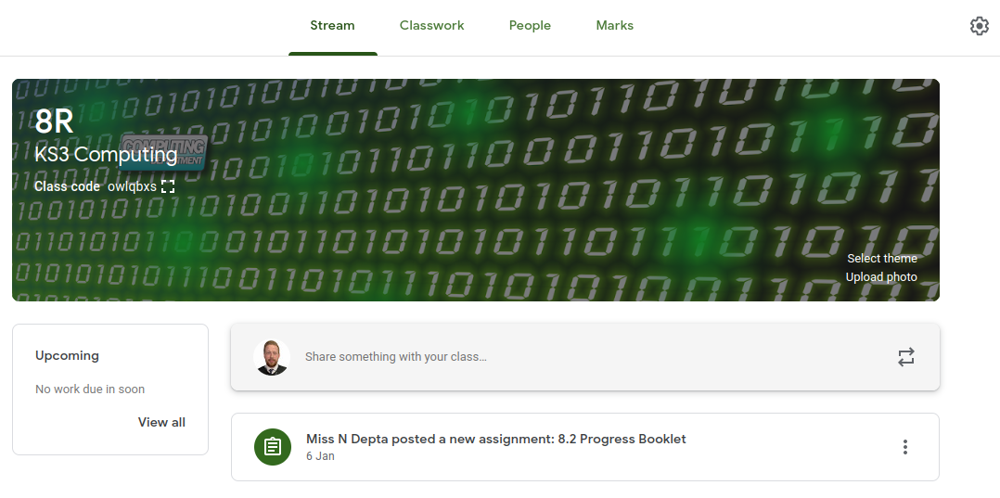 Stream
Classwork
People
Marks
8R
KS3 Computing
COMPUTING
Class code owlqbxs
Select theme
Upload photo
Upcoming
No work due in soon
View all
Share something with your class...
Miss N Depta posted a new assignment: 8.2 Progress Booklet
6 Jan